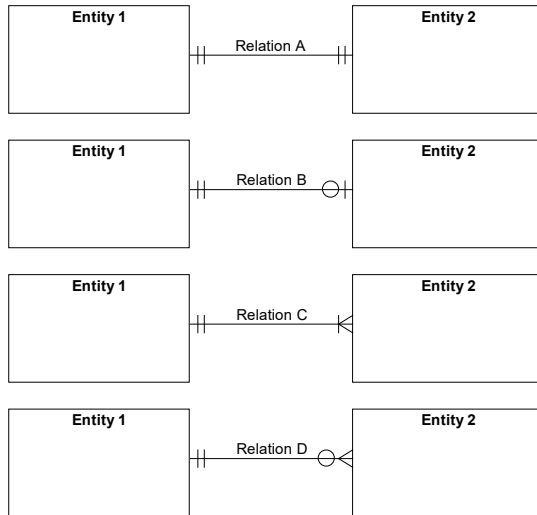 Entity 1
Entity 2
Relation A
Entity 1
Entity 2
Relation B
Entity 1
Entity 2
Relation C
Entity 1
Entity 2
Relation D